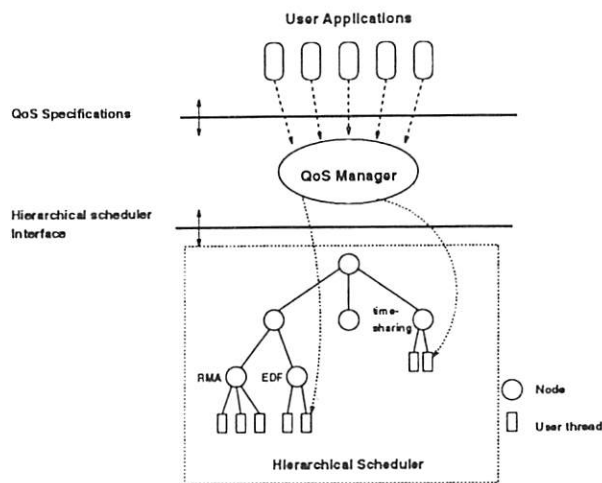 User Applications
QoS Specifications
QoS Manager
Hierarchical scheduler
Interface
time-
sharing
RMA
EDF
Node
User thread
Hierarchical Scheduler